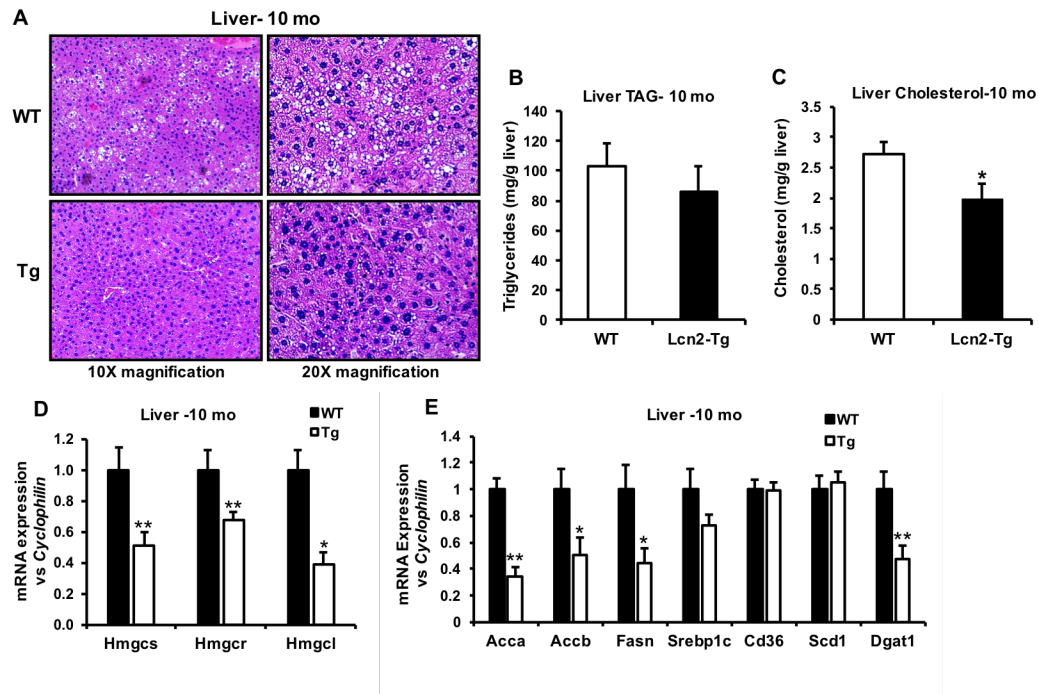 A
Liver- 10 mo
WT
Tg
10X magnification
20X magnification
B
Liver TAG- 10 mo
Triglycerides (mg/g liver)
140
120
100
80
60
40
20
0
WT
Lcn2-Tg
C
Liver Cholesterol-10 mo
Cholesterol (mg/g liver)
3.5
3
2.5
2
1.5
1
0.5
0
*
WT
Lcn2-Tg
D
Liver -10 mo
WT
Tg
mRNA expression
vs Cyclophilin
1.2
1.0
0.8
0.6
0.4
0.2
0.0
**
**
*
Hmgcs
Hmgcr
Hmgcl
E
Liver -10 mo
WT
Tg
mRNA Expression
vs Cyclophilin
1.4
1.2
1
0.8
0.6
0.4
0.2
0
**
*
*
**
Acca
Accb
Fasn
Srebp1c
Cd36
Scd1
Dgat1